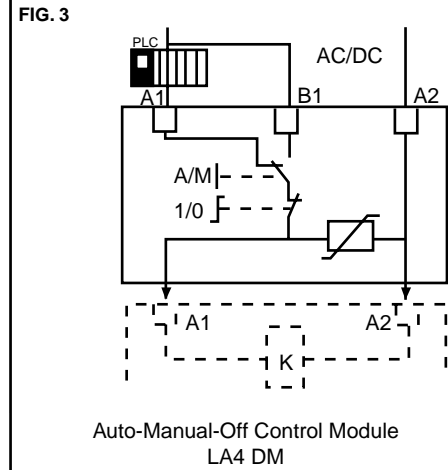 FIG. 3
PLC
AC/DC
A1
B1
A2
A/M
1/0
A1
A2
K
Auto-Manual-Off Control Module
LA4 DM